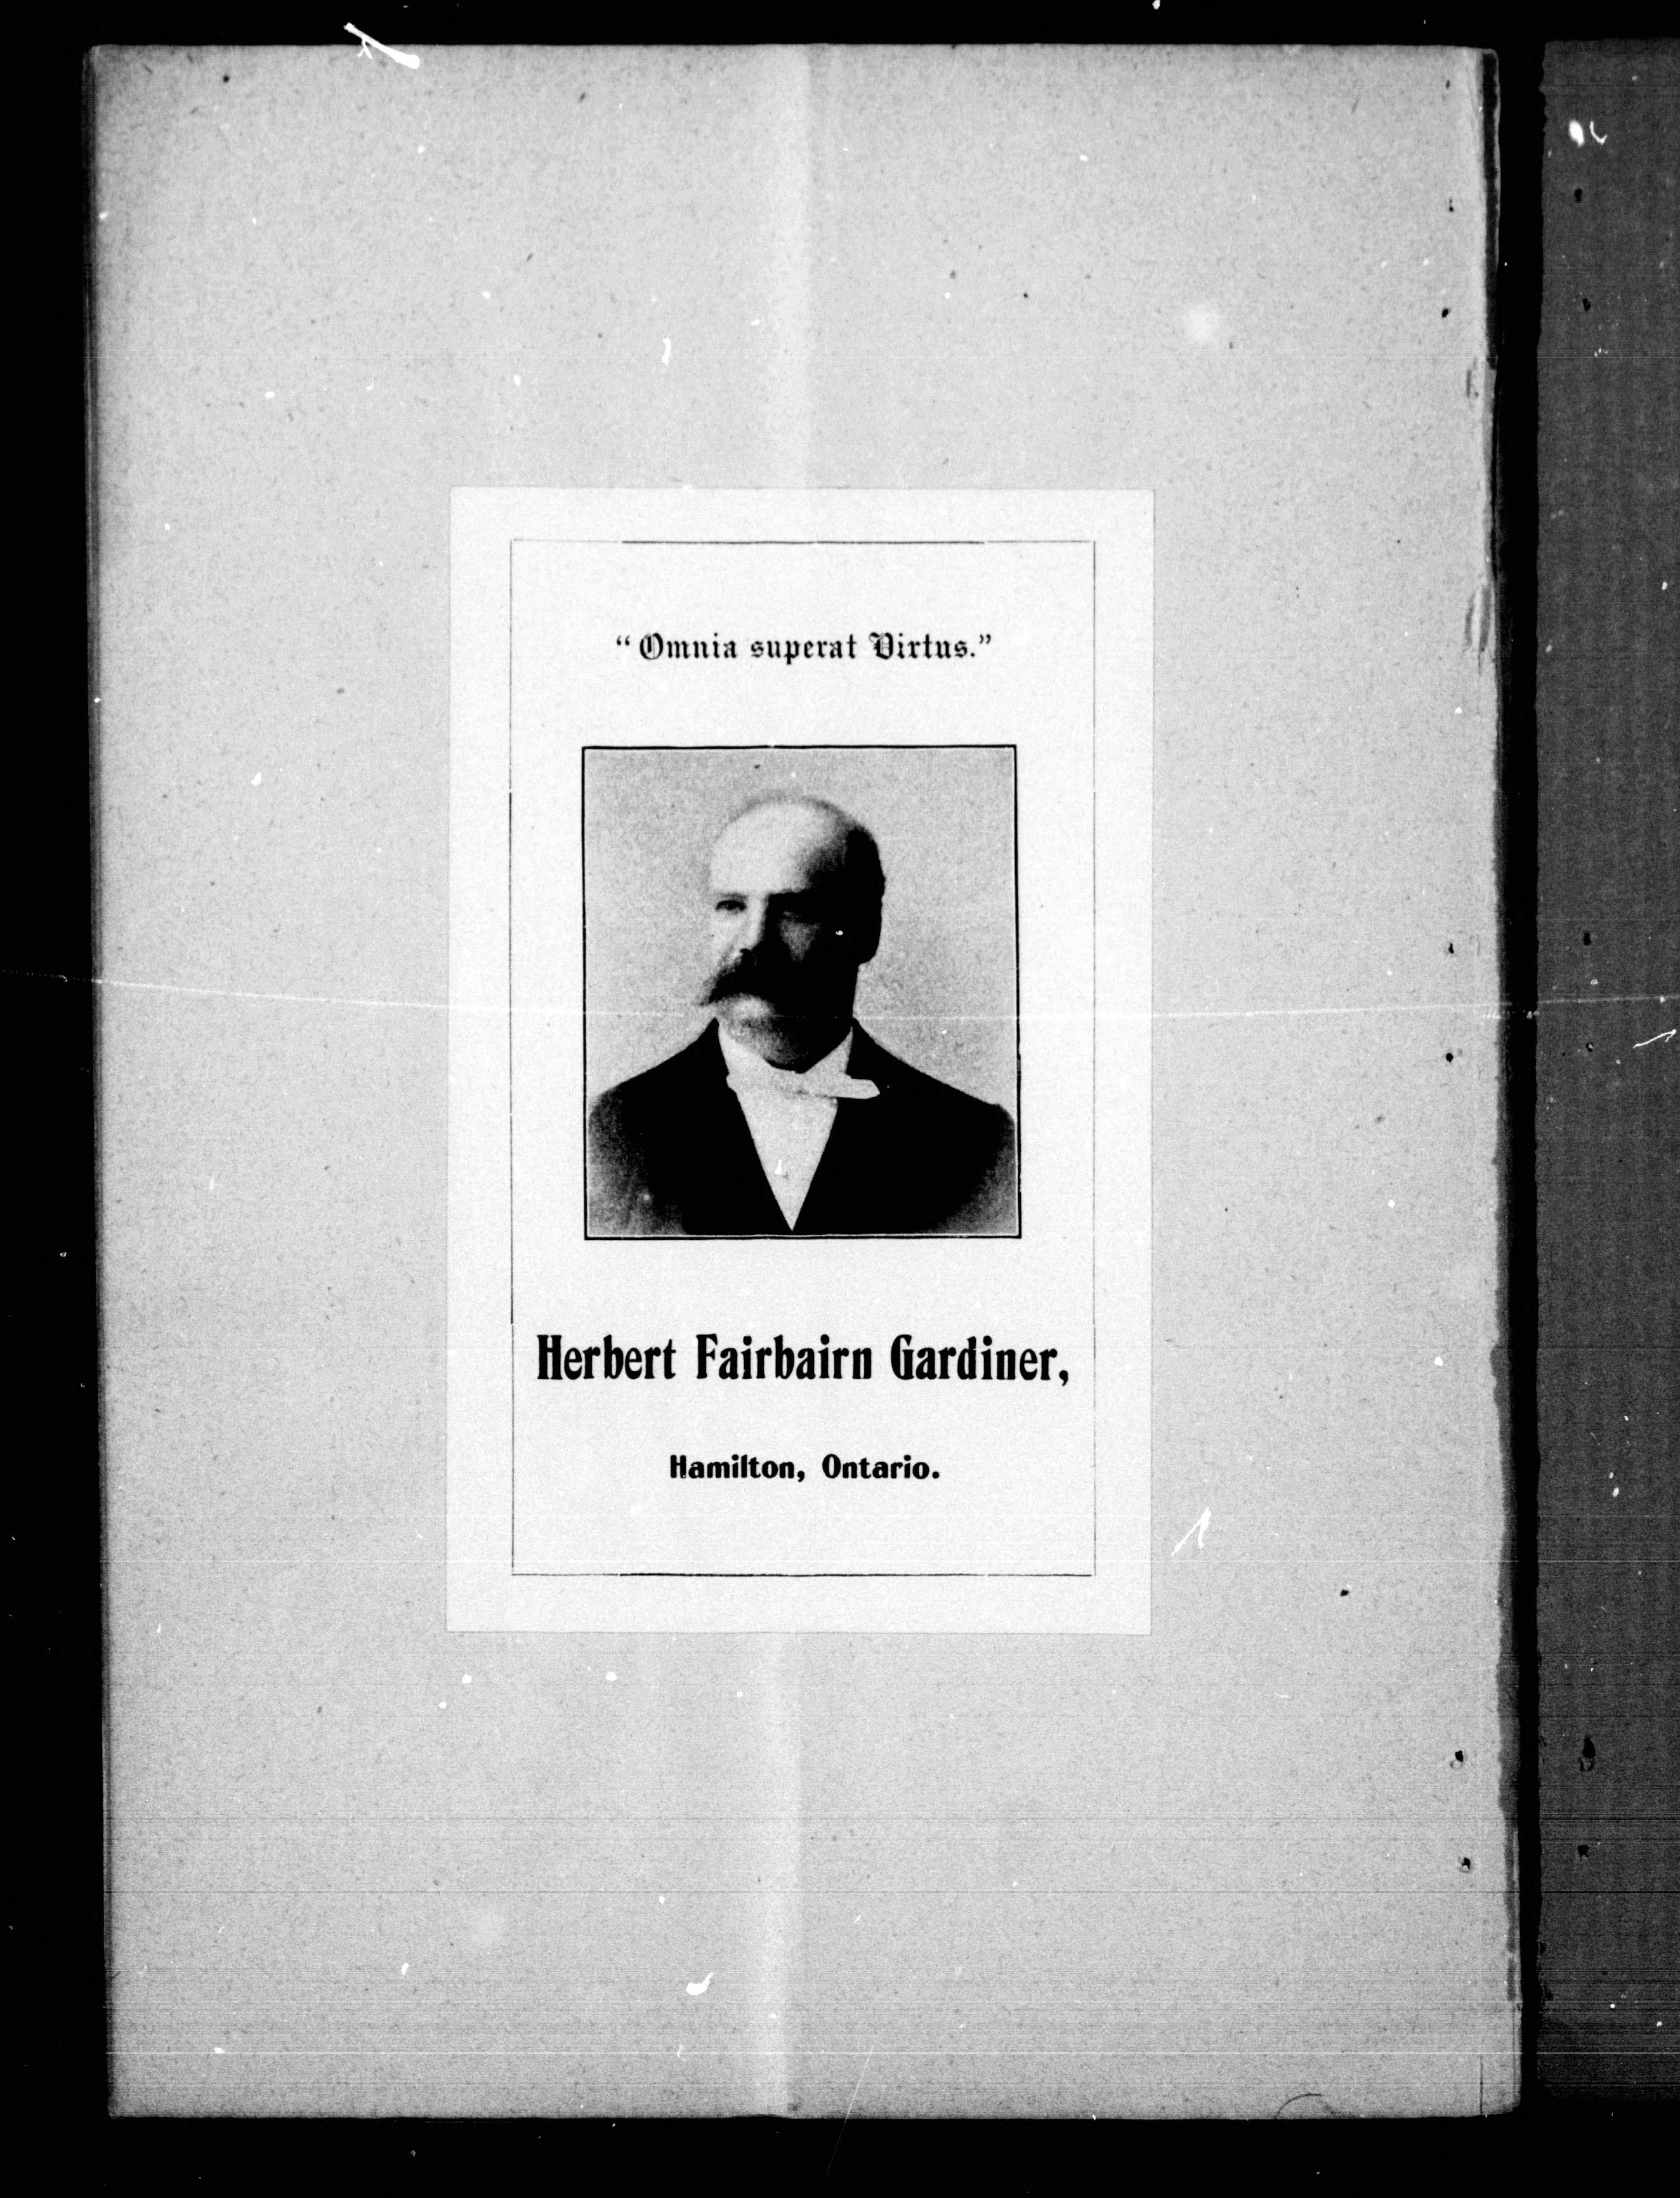 “Omnia superat Virtus.”
Herbert Fairbairn Gardiner,
Hamilton, Ontario.